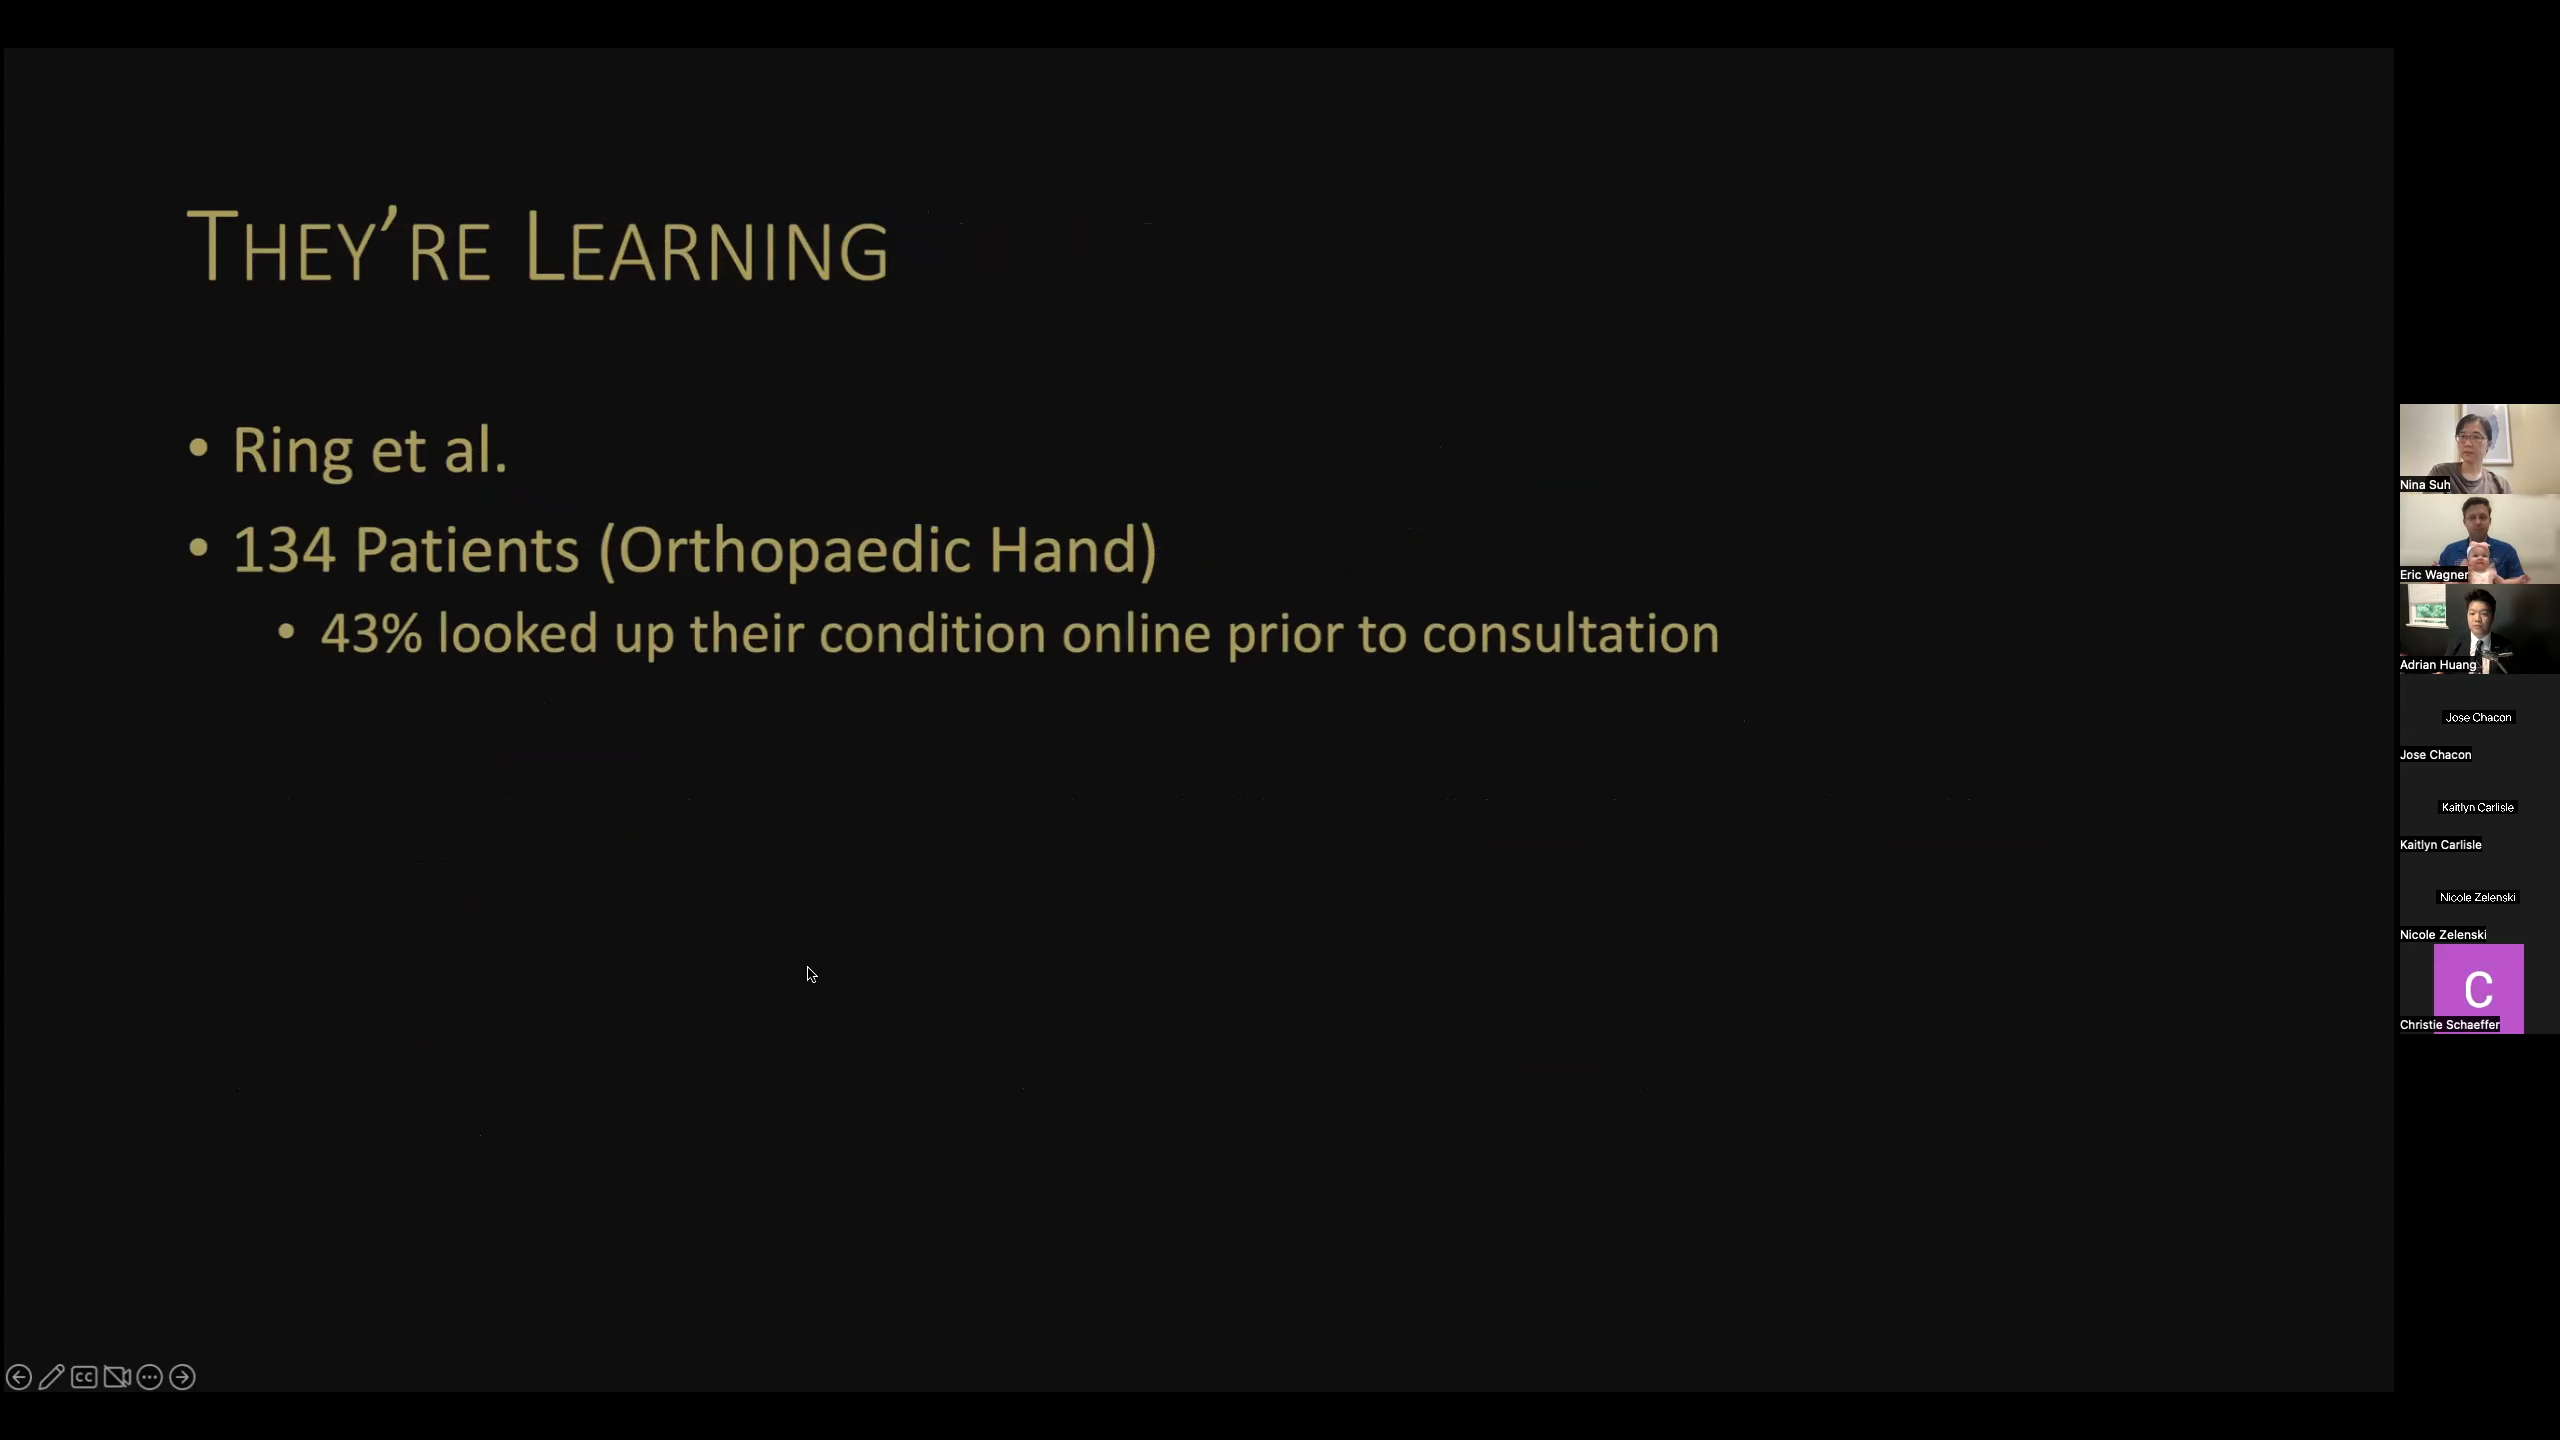 THEY'RE LEARNING
• Ring et al.
• 134 Patients (Orthopaedic Hand)
• 43% looked up their condition online prior to consultation
Nina Suh
Eric Wagner
Adrian Huang
Jose Chacon
Jose Chacon
Kaitlyn Carlisle
Kaitlyn Carlisle
Nicole Zelenski
Nicole Zelenski
C
Christie Schaeffer
CC